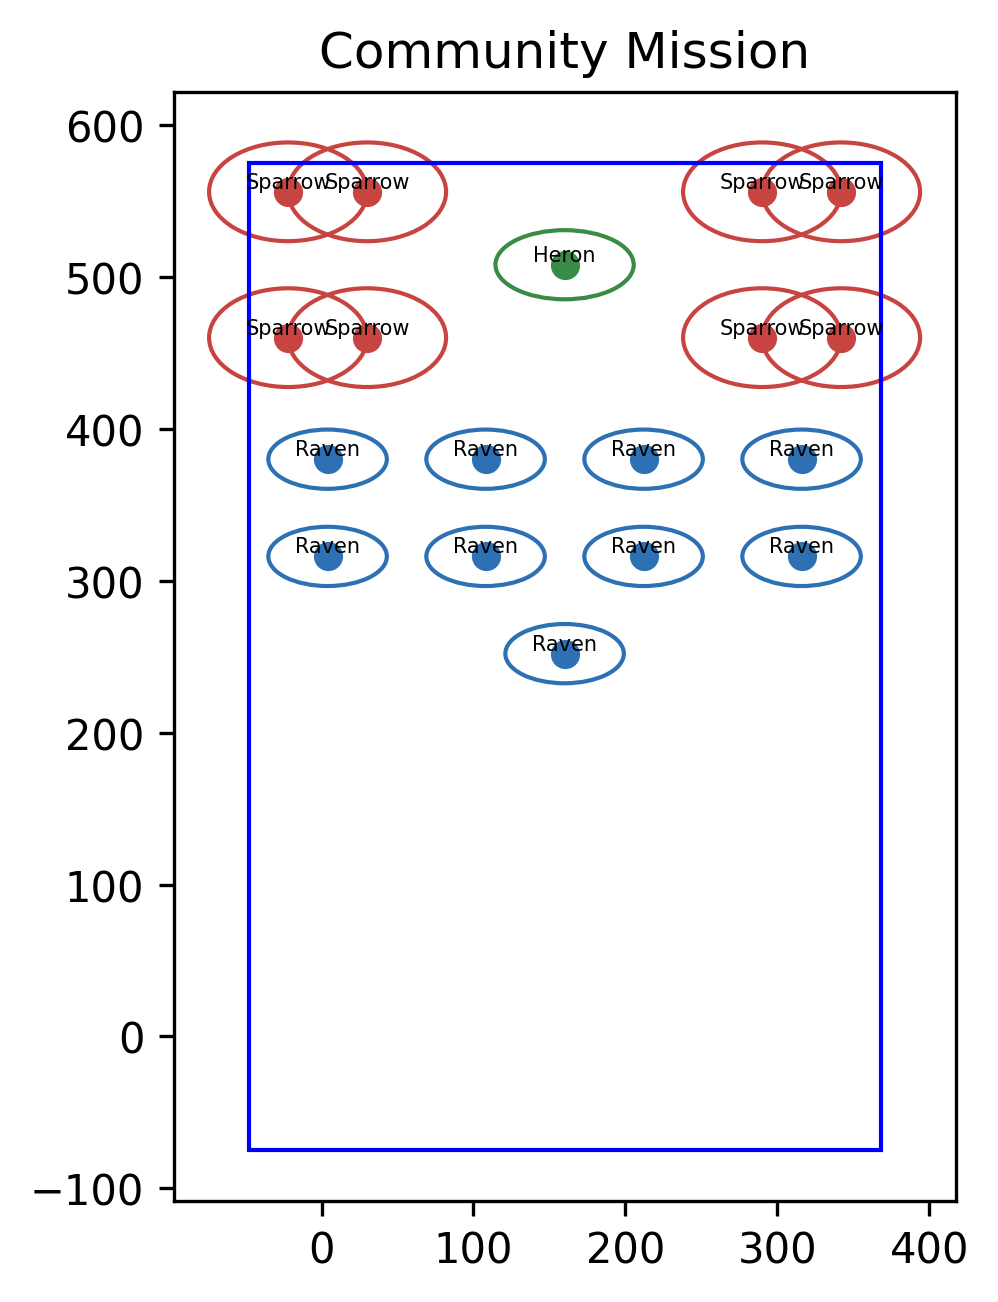 Community Mission
600
Sparrow Sparrow Sparrow Sparrow
Heron
500
Sparrow Sparrow Sparrow Sparrow
400
Raven Raven Raven Raven
Raven Raven Raven Raven
300
Raven
200
100
0
−100
0 100 200 300 400